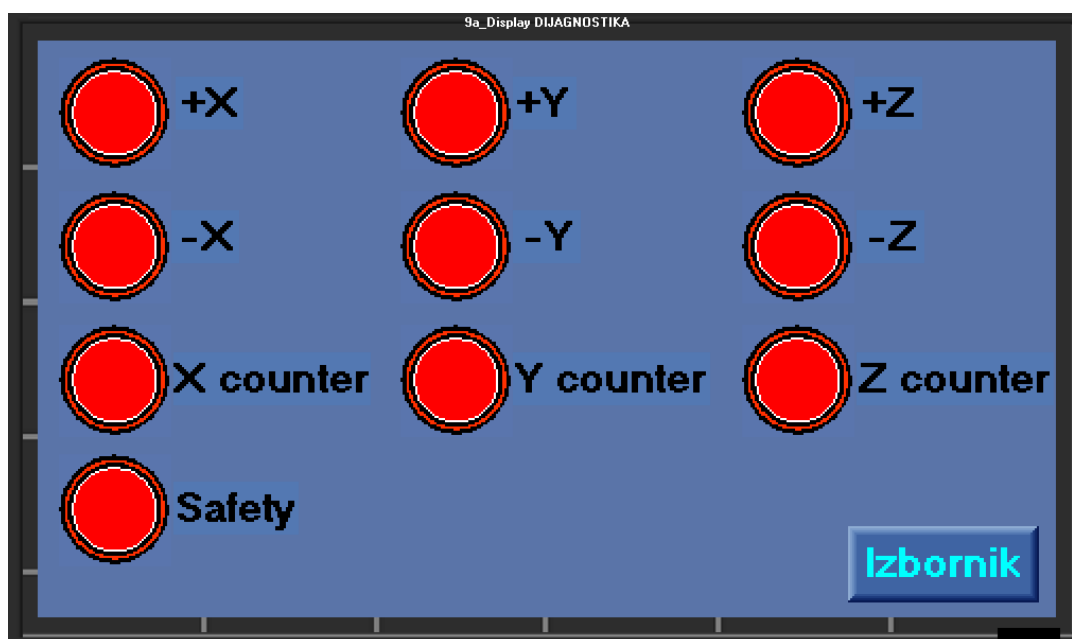 9a_Display DIJAGNOSTIKA
+X +Y +Z
-X -Y -Z
X counter Y counter Z counter
Safety
Izbornik